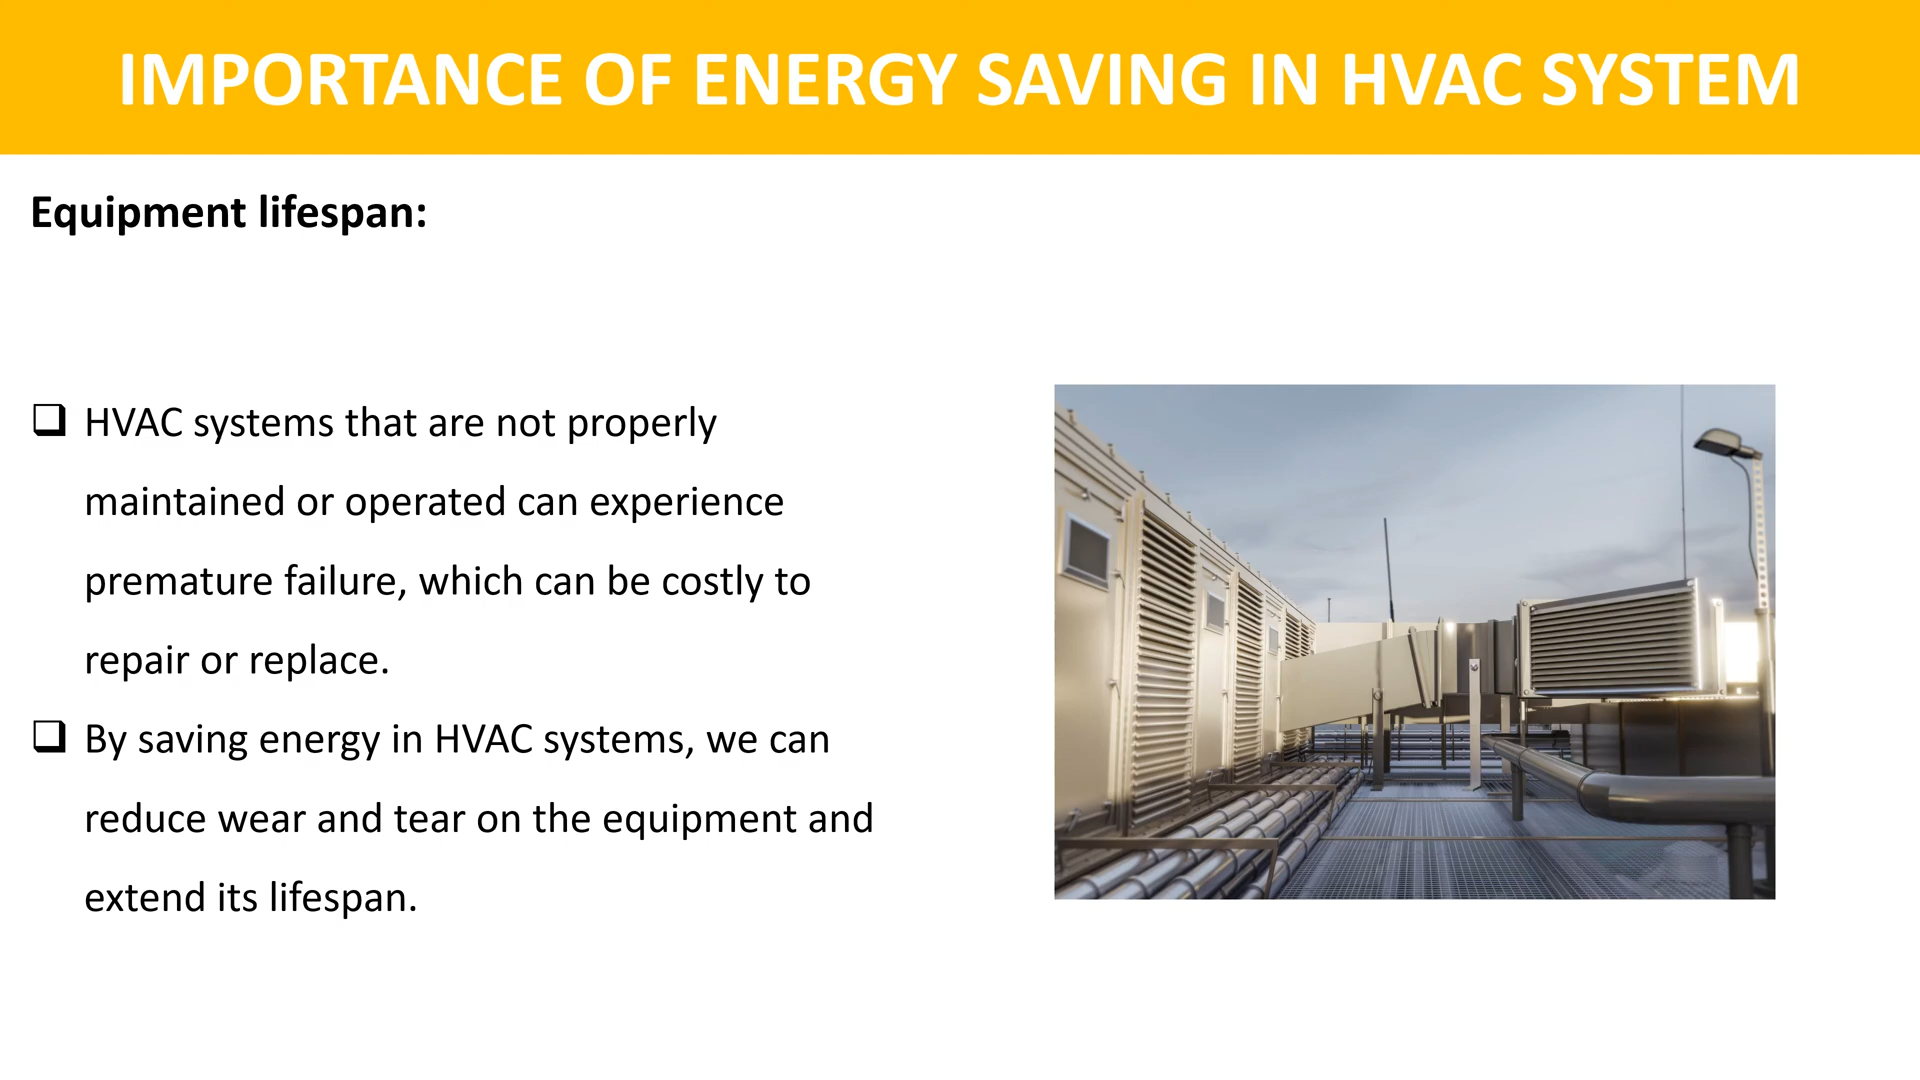 IMPORTANCE OF ENERGY SAVING IN HVAC SYSTEM
Equipment lifespan:
❑ HVAC systems that are not properly
maintained or operated can experience
premature failure, which can be costly to
repair or replace.
❑ By saving energy in HVAC systems, we can
reduce wear and tear on the equipment and
extend its lifespan.